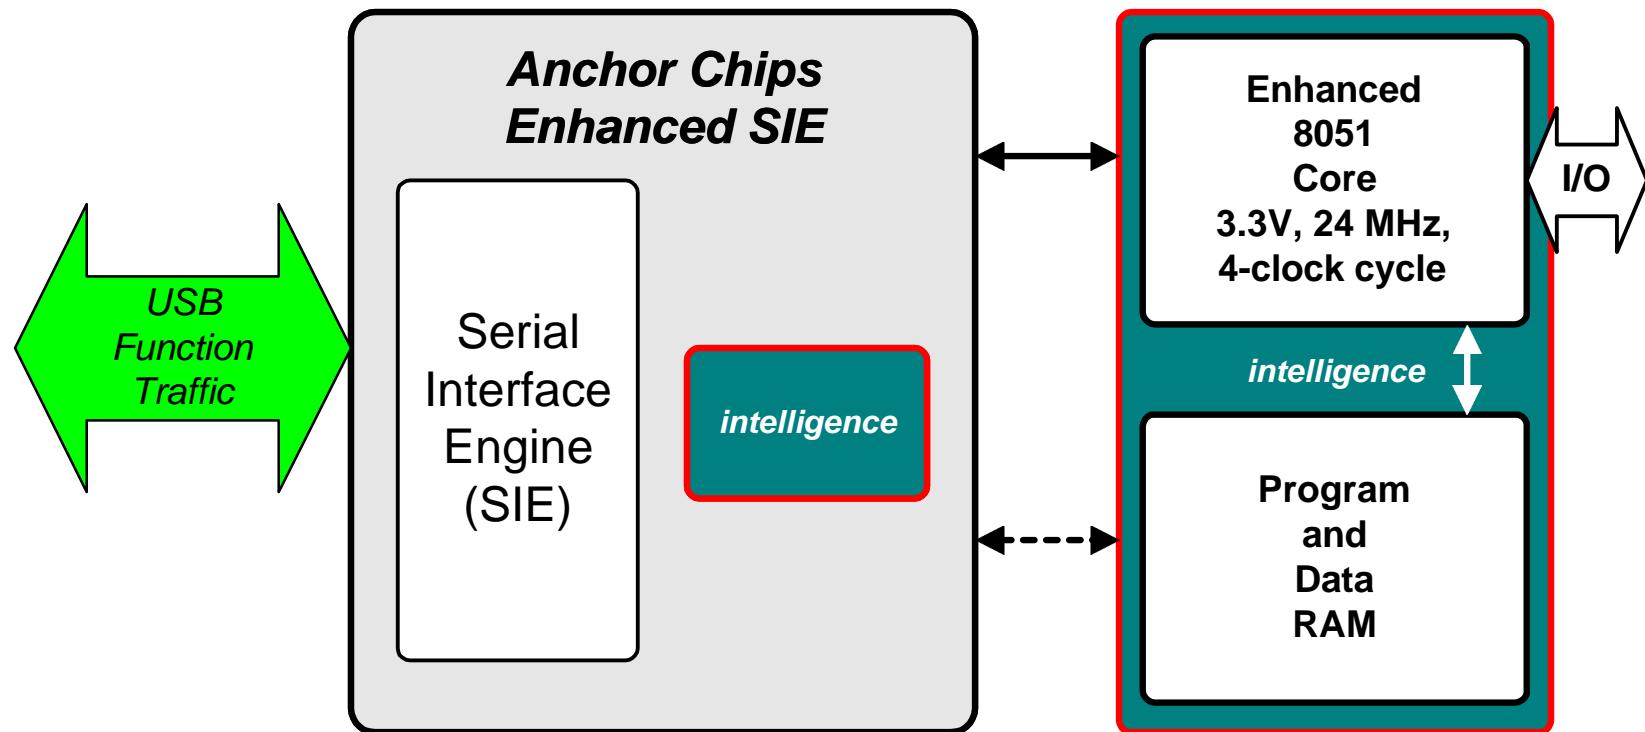 Anchor Chips
Enhanced SIE
USB
Function
Traffic
Serial
Interface
Engine
(SIE)
intelligence
Enhanced
8051
Core
3.3V, 24 MHz,
4-clock cycle
I/O
intelligence
Program
and
Data
RAM